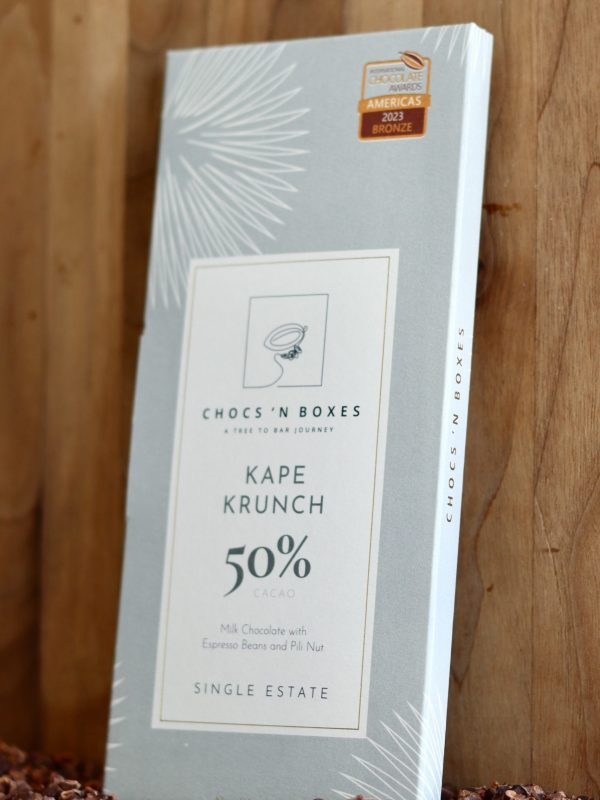 INTERNATIONAL
CHOCOLATE
AWARDS
AMERICAS
2023
BRONZE
CHOCS 'N BOXES
A TREE TO BAR JOURNEY
KAPE
KRUNCH
50%
CACAO
Milk Chocolate with
Espresso Beans and Pili Nut
SINGLE ESTATE
CHOCS 'N BOXES